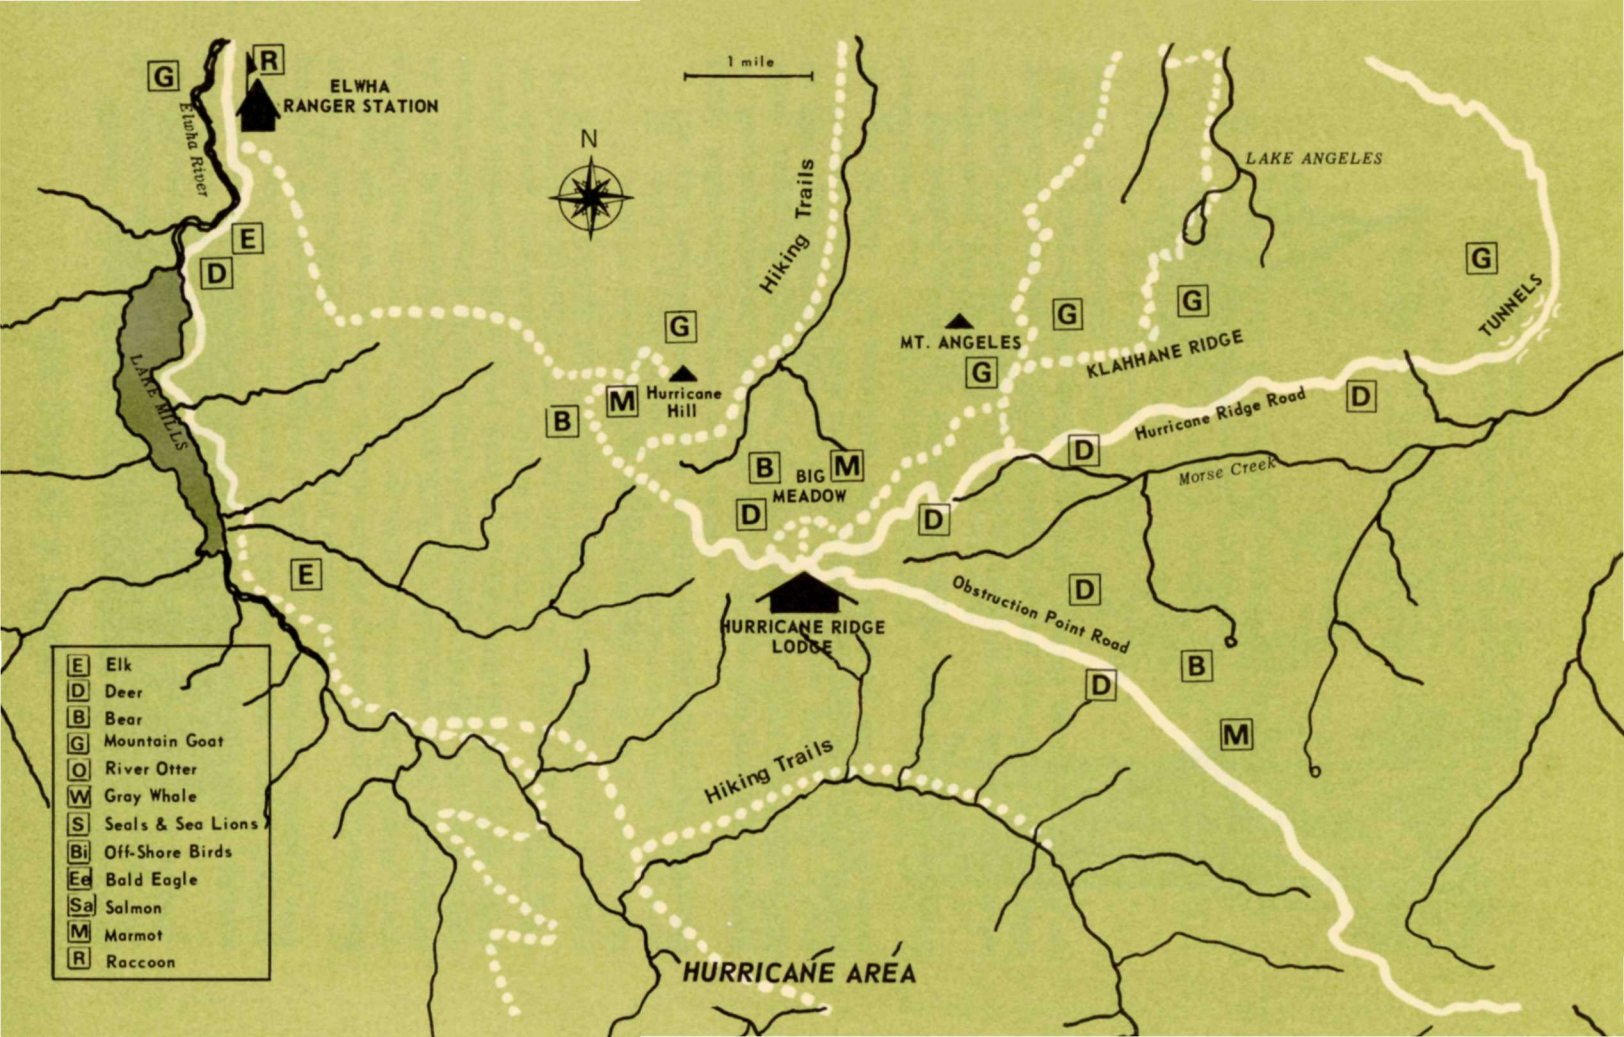 G
R
ELWHA
RANGER STATION
Elwha River
1 mile
N
Hiking Trails
LAKE ANGELES
E
D
G
TUNNELS
G
G
G
MT. ANGELES
G
KLAHHANE RIDGE
LAKE MILLS
M
Hurricane
Hill
B
D
Hurricane Ridge Road
D
Morse Creek
B
BIG
MEADOW
M
D
D
E
Obstruction Point Road
D
HURRICANE RIDGE
LODGE
B
D
M
Hiking Trails
E Elk
D Deer
B Bear
G Mountain Goat
O River Otter
W Gray Whale
S Seals & Sea Lions
Bi Off-Shore Birds
Ee Bald Eagle
Sa Salmon
M Marmot
R Raccoon
HURRICANE AREA